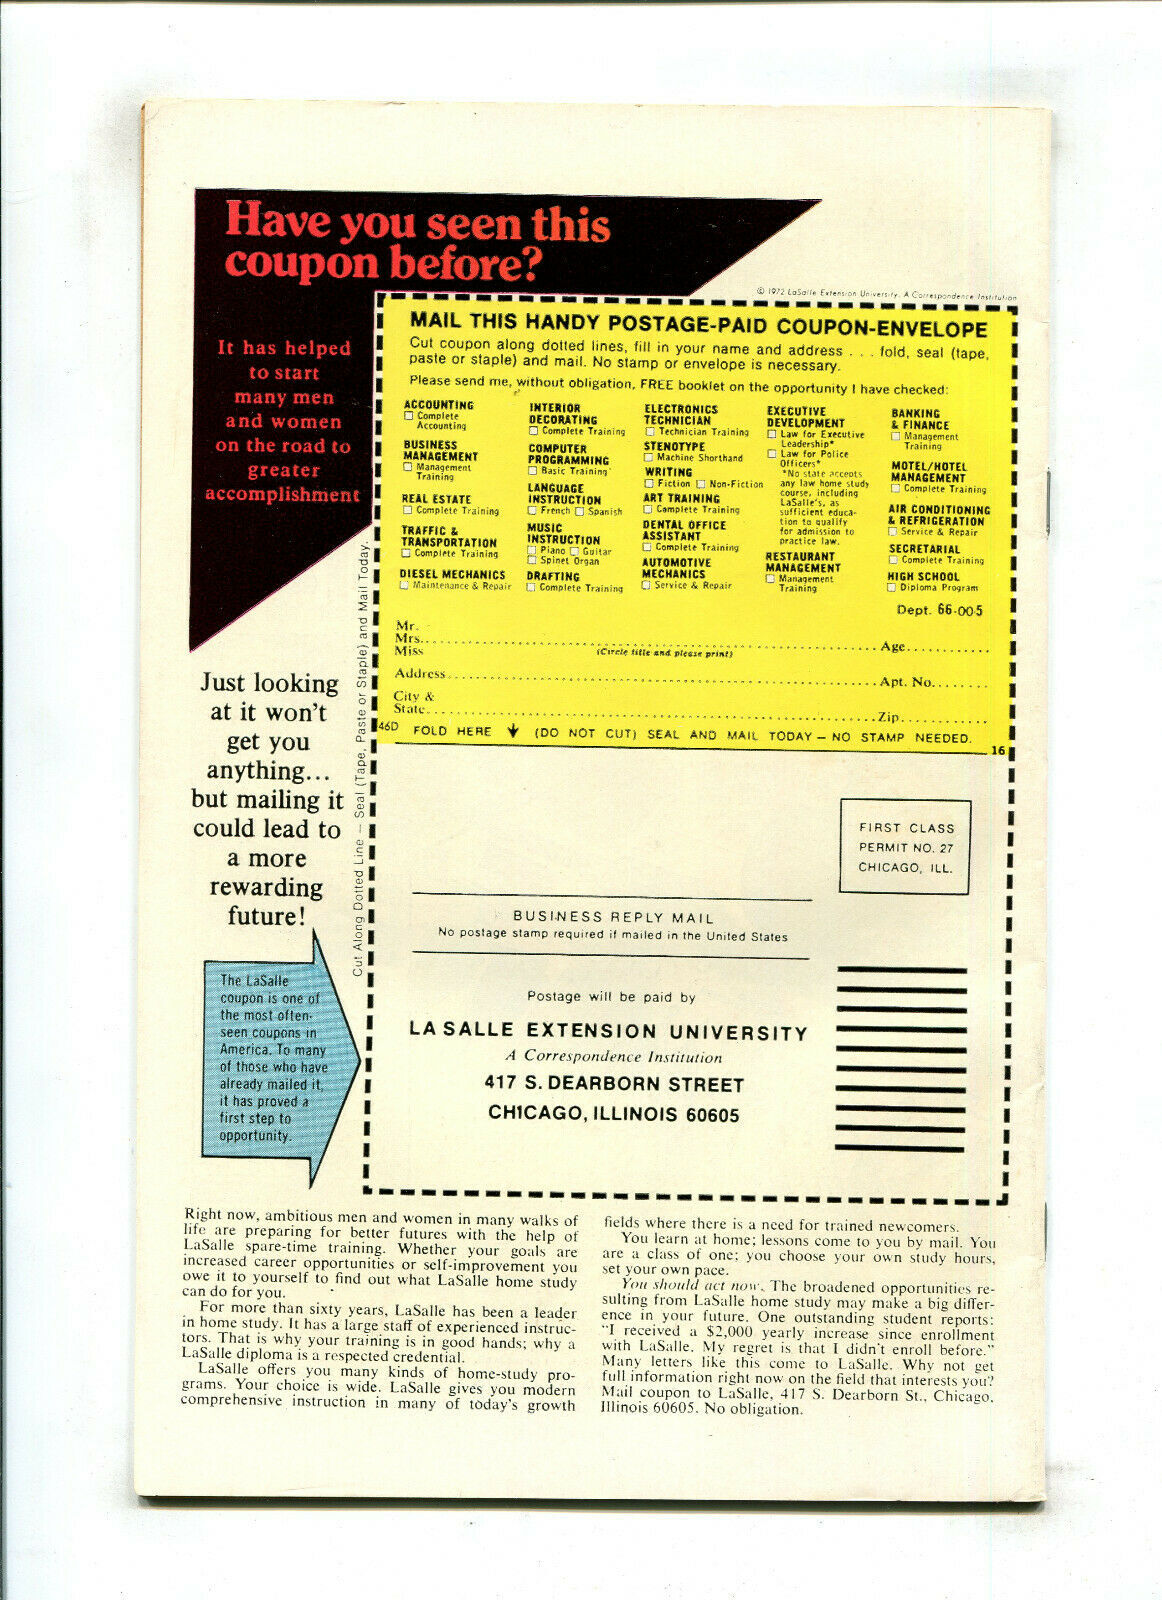 Have you seen this
coupon before?
It has helped
to start
many men
and women
on the road to
greater
accomplishment
Just looking
at it won't
get you
anything...
but mailing it
could lead to
a more
rewarding
future!
The LaSalle
coupon is one of
the most often-
seen coupons in
America. To many
of those who have
already mailed it,
it has proved a
first step to
opportunity.
© 1972 LaSalle Extension University, A Correspondence Institution
Cut Along Dotted Line — Seal (Tape, Paste or Staple) and Mail Today.
MAIL THIS HANDY POSTAGE-PAID COUPON-ENVELOPE
Cut coupon along dotted lines, fill in your name and address . . . fold, seal (tape,
paste or staple) and mail. No stamp or envelope is necessary.
Please send me, without obligation, FREE booklet on the opportunity I have checked:
ACCOUNTING
☐ Complete
Accounting
BUSINESS
MANAGEMENT
☐ Management
Training
REAL ESTATE
☐ Complete Training
TRAFFIC &
TRANSPORTATION
☐ Complete Training
DIESEL MECHANICS
☐ Maintenance & Repair
INTERIOR
DECORATING
☐ Complete Training
COMPUTER
PROGRAMMING
☐ Basic Training
LANGUAGE
INSTRUCTION
☐ French ☐ Spanish
MUSIC
INSTRUCTION
☐ Piano ☐ Guitar
☐ Spinet Organ
DRAFTING
☐ Complete Training
ELECTRONICS
TECHNICIAN
☐ Technician Training
STENOTYPE
☐ Machine Shorthand
WRITING
☐ Fiction ☐ Non-Fiction
ART TRAINING
☐ Complete Training
DENTAL OFFICE
ASSISTANT
☐ Complete Training
AUTOMOTIVE
MECHANICS
☐ Service & Repair
EXECUTIVE
DEVELOPMENT
☐ Law for Executive
Leadership*
☐ Law for Police
Officers*
*No state accepts
any law home study
course, including
LaSalle's, as
sufficient educa-
tion to qualify
for admission to
practice law.
RESTAURANT
MANAGEMENT
☐ Management
Training
BANKING
& FINANCE
☐ Management
Training
MOTEL/HOTEL
MANAGEMENT
☐ Complete Training
AIR CONDITIONING
& REFRIGERATION
☐ Service & Repair
SECRETARIAL
☐ Complete Training
HIGH SCHOOL
☐ Diploma Program
Dept. 66-005
Mr.
Mrs. Age
Miss (Circle title and please print)
Address Apt. No.
City &
State Zip
46D FOLD HERE (DO NOT CUT) SEAL AND MAIL TODAY — NO STAMP NEEDED.
16
FIRST CLASS
PERMIT NO. 27
CHICAGO, ILL.
BUSINESS REPLY MAIL
No postage stamp required if mailed in the United States
Postage will be paid by
LA SALLE EXTENSION UNIVERSITY
A Correspondence Institution
417 S. DEARBORN STREET
CHICAGO, ILLINOIS 60605
Right now, ambitious men and women in many walks of
life are preparing for better futures with the help of
LaSalle spare-time training. Whether your goals are
increased career opportunities or self-improvement you
owe it to yourself to find out what LaSalle home study
can do for you.
For more than sixty years, LaSalle has been a leader
in home study. It has a large staff of experienced instruc-
tors. That is why your training is in good hands; why a
LaSalle diploma is a respected credential.
LaSalle offers you many kinds of home-study pro-
grams. Your choice is wide. LaSalle gives you modern
comprehensive instruction in many of today's growth
fields where there is a need for trained newcomers.
You learn at home; lessons come to you by mail. You
are a class of one; you choose your own study hours,
set your own pace.
You should act now. The broadened opportunities re-
sulting from LaSalle home study may make a big differ-
ence in your future. One outstanding student reports:
"I received a $2,000 yearly increase since enrollment
with LaSalle. My regret is that I didn't enroll before."
Many letters like this come to LaSalle. Why not get
full information right now on the field that interests you?
Mail coupon to LaSalle, 417 S. Dearborn St., Chicago,
Illinois 60605. No obligation.